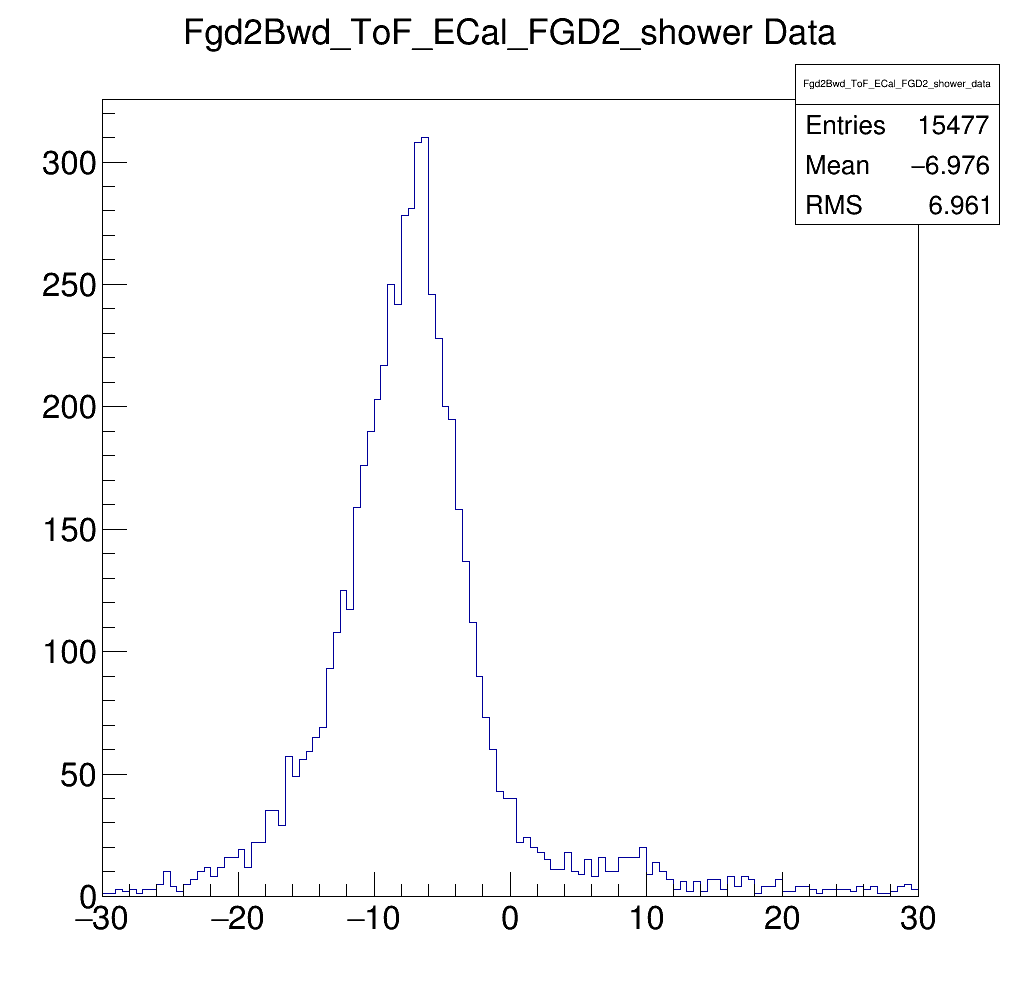 Fgd2Bwd_ToF_ECal_FGD2_shower Data
Fgd2Bwd_ToF_ECal_FGD2_shower_data
Entries 15477
Mean −6.976
RMS 6.961
300
250
200
150
100
50
0
−30 −20 −10 0 10 20 30